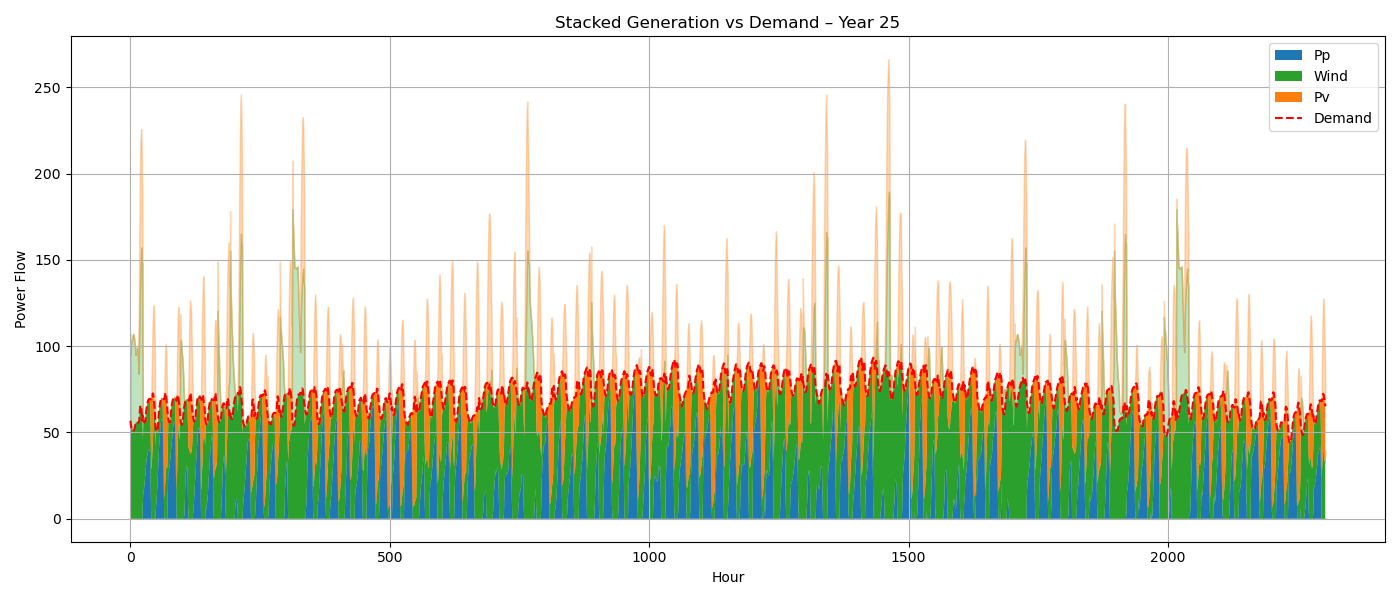 Stacked Generation vs Demand – Year 25
Power Flow
250
200
150
100
50
0
0 500 1000 1500 2000
Hour
Pp
Wind
Pv
Demand